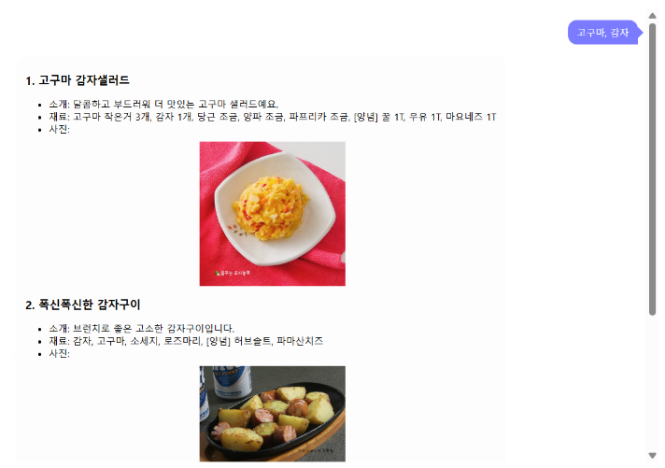 고구마, 감자
1. 고구마 감자샐러드
▪ 소개: 달콤하고 부드러워 더 맛있는 고구마 샐러드예요.
▪ 재료: 고구마 작은거 3개, 감자 1개, 당근 조금, 양파 조금, 파프리카 조금, [양념] 꿀 1T, 우유 1T, 마요네즈 1T
▪ 사진:
2. 폭신폭신한 감자구이
▪ 소개: 브런치로 좋은 고소한 감자구이입니다.
▪ 재료: 감자, 고구마, 소세지, 로즈마리, [양념] 허브솔트, 파마산치즈
▪ 사진: